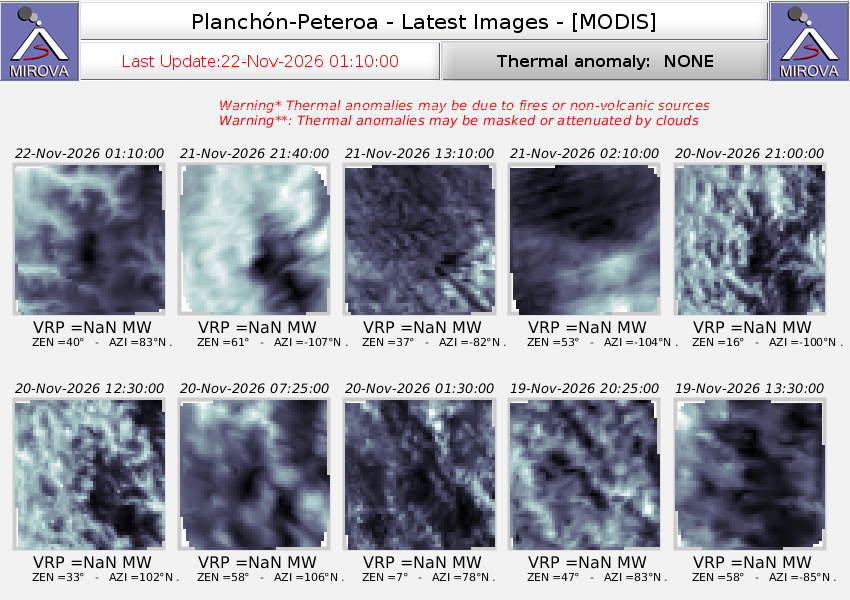 Planchón-Peteroa - Latest Images - [MODIS]
MIROVA
Last Update:22-Nov-2026 01:10:00
Thermal anomaly: NONE
MIROVA
Warning* Thermal anomalies may be due to fires or non-volcanic sources
Warning**: Thermal anomalies may be masked or attenuated by clouds
22-Nov-2026 01:10:00 21-Nov-2026 21:40:00 21-Nov-2026 13:10:00 21-Nov-2026 02:10:00 20-Nov-2026 21:00:00
VRP =NaN MW VRP =NaN MW VRP =NaN MW VRP =NaN MW VRP =NaN MW
ZEN =40° - AZI =83°N . ZEN =61° - AZI =-107°N . ZEN =37° - AZI =-82°N . ZEN =53° - AZI =-104°N . ZEN =16° - AZI =-100°N .
20-Nov-2026 12:30:00 20-Nov-2026 07:25:00 20-Nov-2026 01:30:00 19-Nov-2026 20:25:00 19-Nov-2026 13:30:00
VRP =NaN MW VRP =NaN MW VRP =NaN MW VRP =NaN MW VRP =NaN MW
ZEN =33° - AZI =102°N . ZEN =58° - AZI =106°N . ZEN =7° - AZI =78°N . ZEN =47° - AZI =83°N . ZEN =58° - AZI =-85°N .